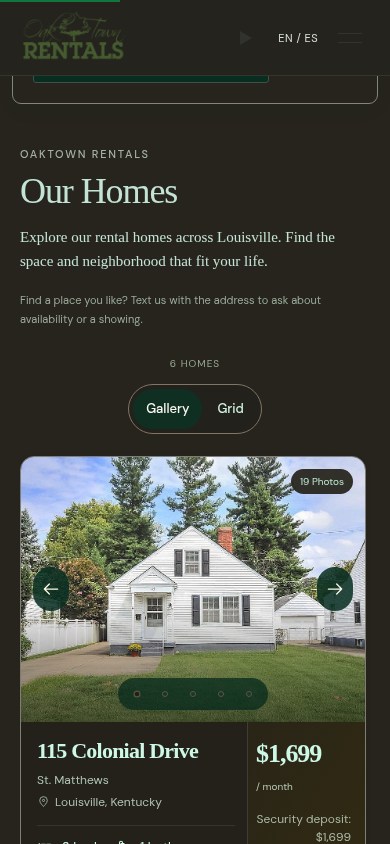 Oak Town
RENTALS
EN / ES
OAKTOWN RENTALS
Our Homes
Explore our rental homes across Louisville. Find the
space and neighborhood that fit your life.
Find a place you like? Text us with the address to ask about
availability or a showing.
6 HOMES
Gallery
Grid
19 Photos
115 Colonial Drive
St. Matthews
Louisville, Kentucky
$1,699
/ month
Security deposit:
$1,699